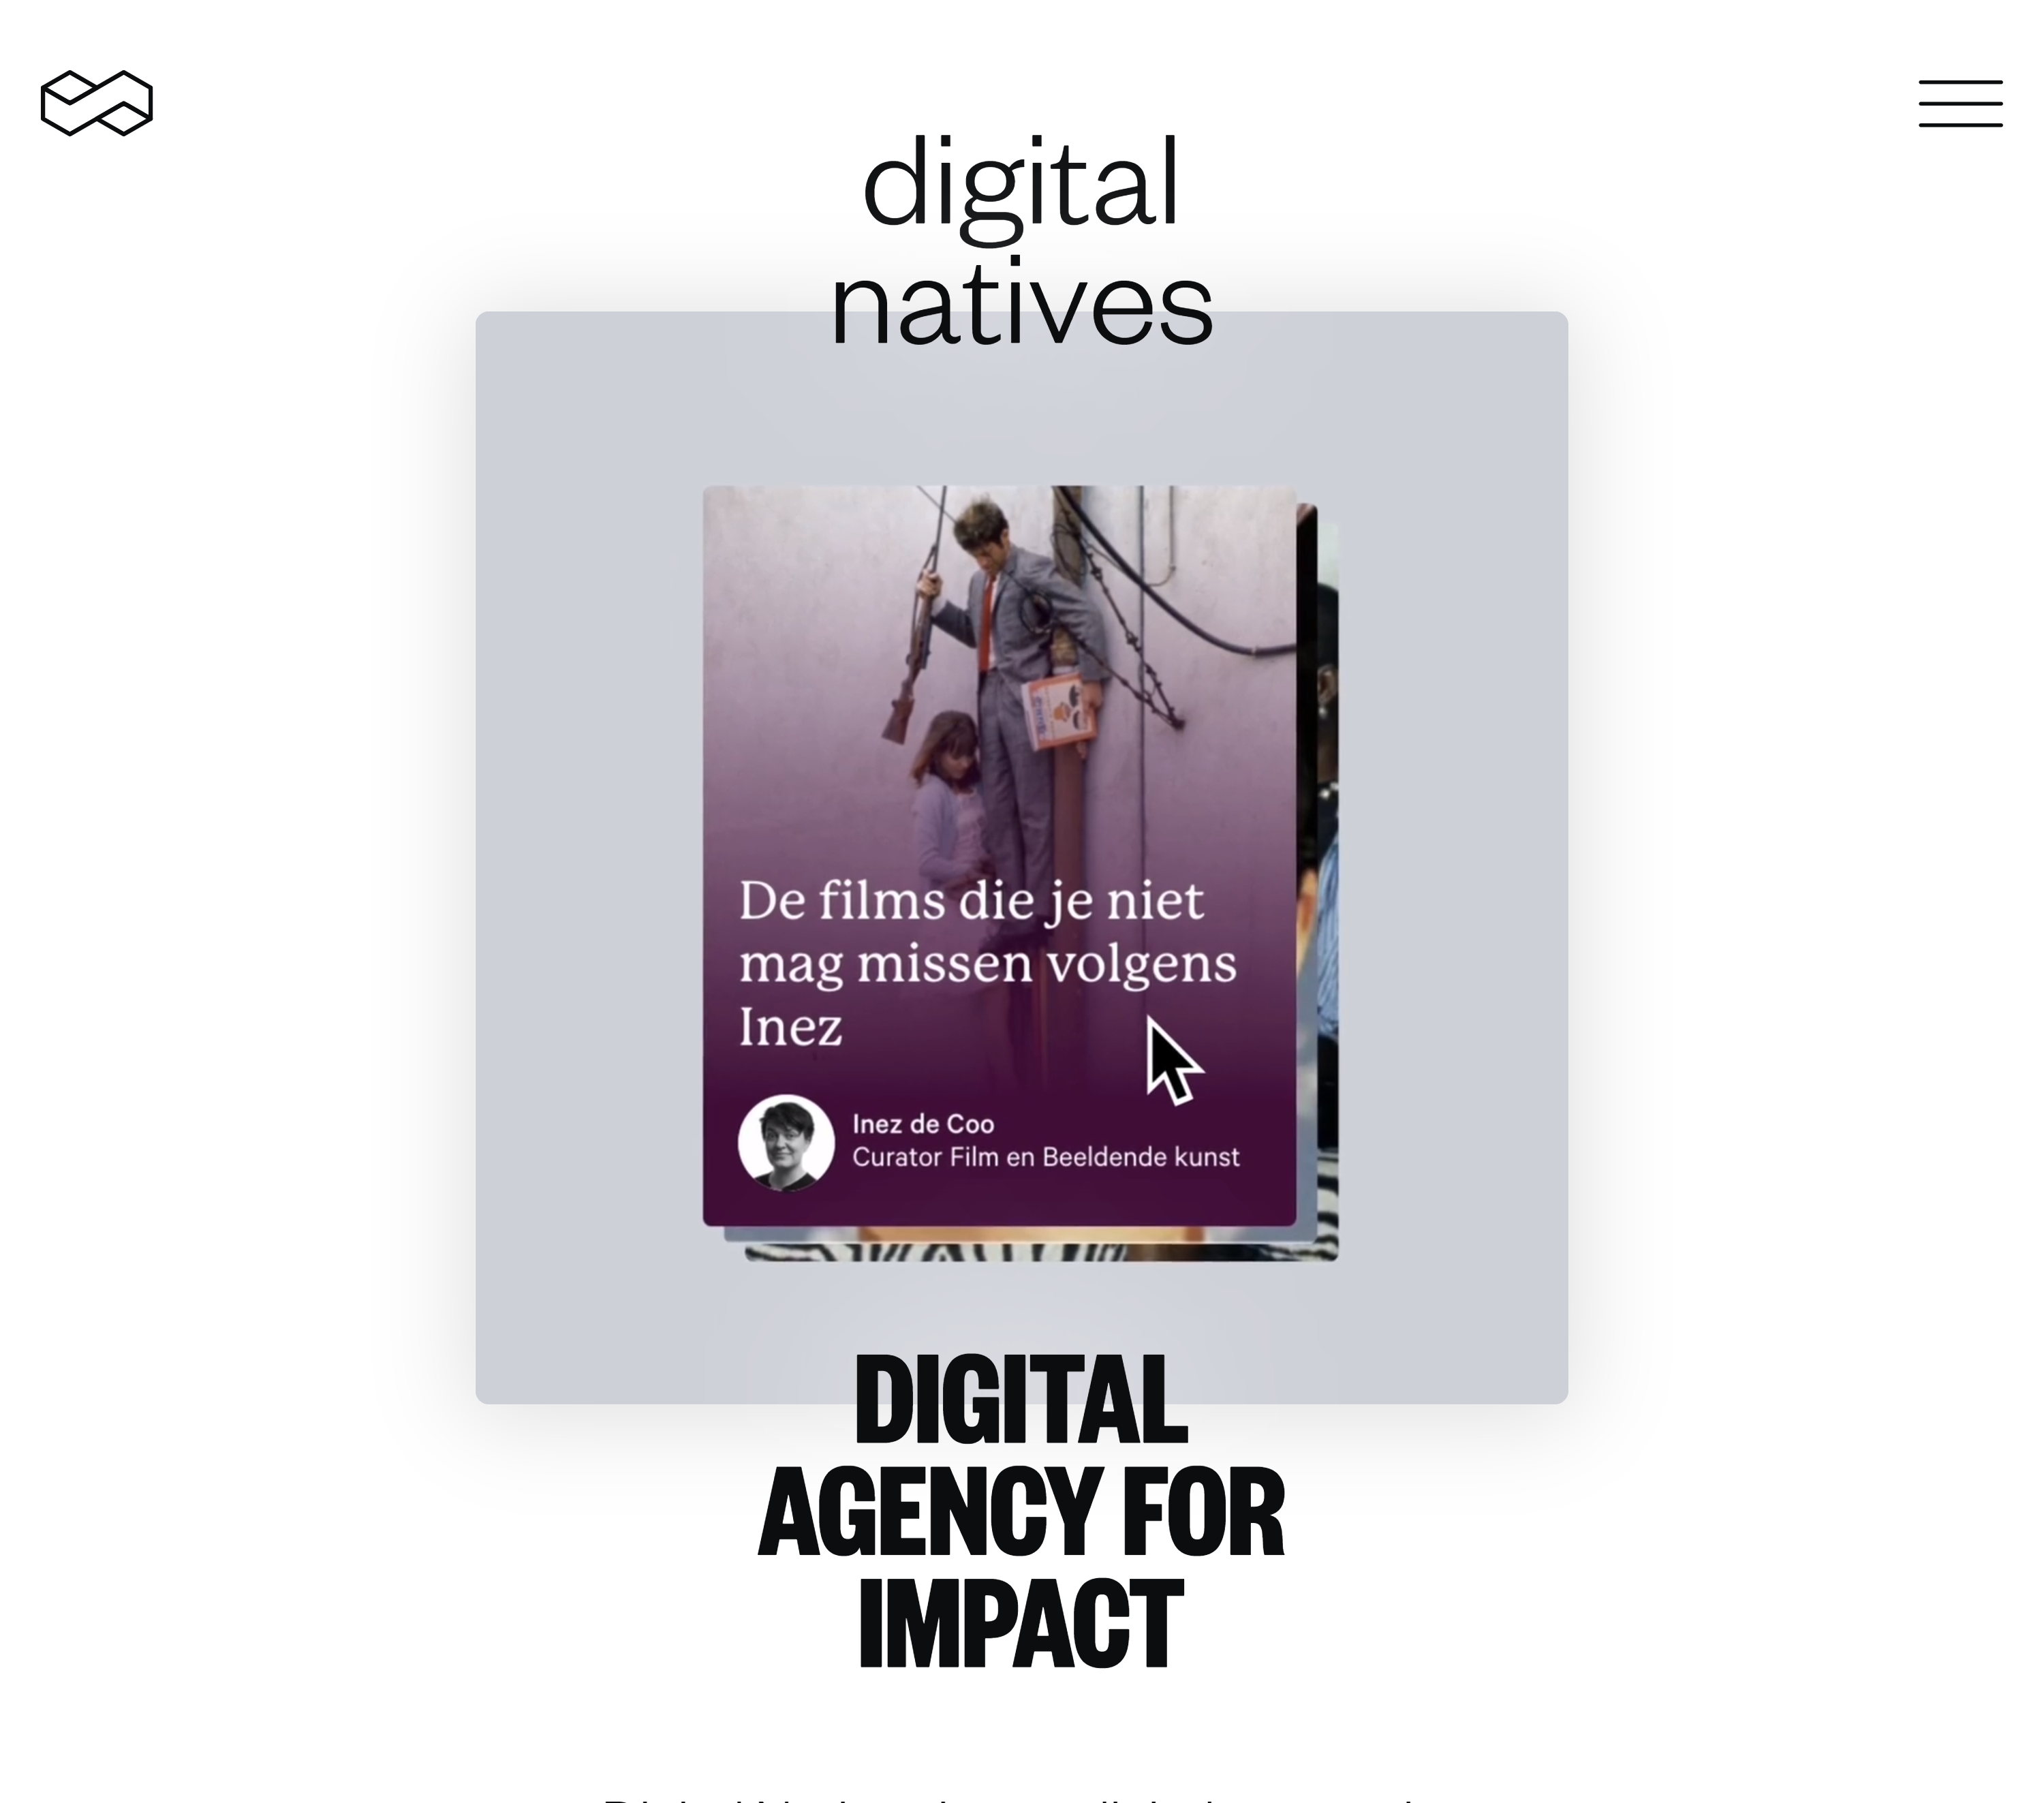 digital
natives
De films die je niet
mag missen volgens
Inez
Inez de Coo
Curator Film en Beeldende kunst
DIGITAL
AGENCY FOR
IMPACT